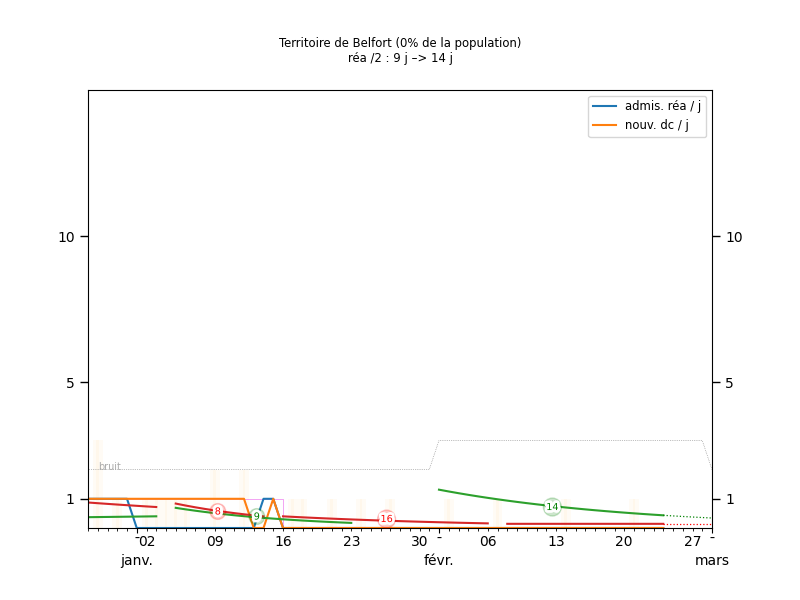 Territoire de Belfort (0% de la population)
réa /2 : 9 j –> 14 j
admis. réa / j
nouv. dc / j
10 10
5 5
bruit
1 1
8 9 16 14
02 09 16 23 30 06 13 20 27
janv. févr. mars